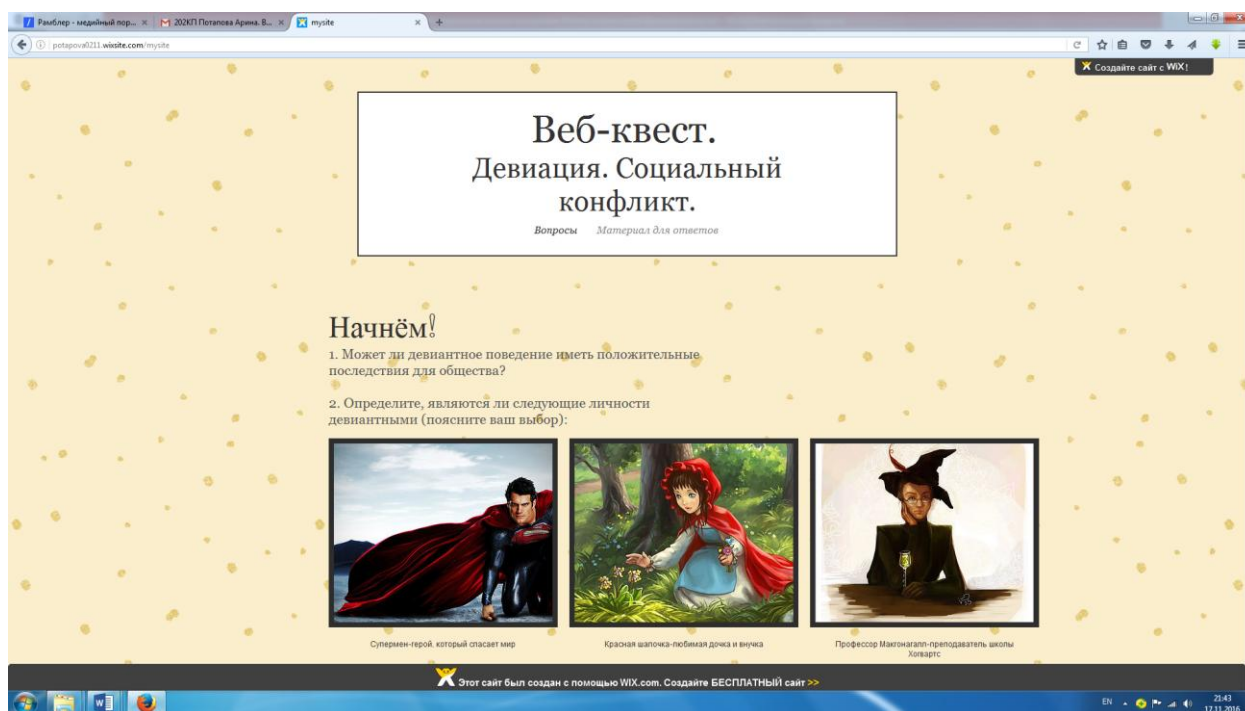 Рамблер - медийный пор...
202КП Потапова Арина. В...
mysite
potapova0211.wixsite.com/mysite
Создайте сайт с WiX!
Веб-квест.
Девиация. Социальный
конфликт.
Вопросы Материал для ответов
Начнём!
1. Может ли девиантное поведение иметь положительные
последствия для общества?
2. Определите, являются ли следующие личности
девиантными (поясните ваш выбор):
Супермен-герой, который спасает мир
Красная шапочка-любимая дочка и внучка
Профессор Макгонагалл-преподаватель школы
Хогвартс
Этот сайт был создан с помощью WIX.com. Создайте БЕСПЛАТНЫЙ сайт >>
EN
21:43
17.11.2016